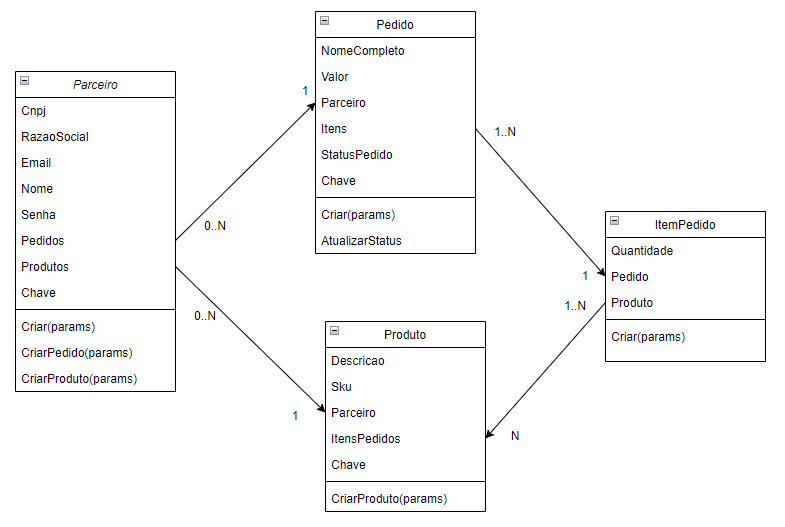 Parceiro
Cnpj
RazaoSocial
Email
Nome
Senha
Pedidos
Produtos
Chave
Criar(params)
CriarPedido(params)
CriarProduto(params)
0..N
1
0..N
1
Pedido
NomeCompleto
Valor
Parceiro
Itens
StatusPedido
Chave
Criar(params)
AtualizarStatus
1..N
1
Produto
Descricao
Sku
Parceiro
ItensPedidos
Chave
CriarProduto(params)
ItemPedido
Quantidade
Pedido
Produto
Criar(params)
1..N
N